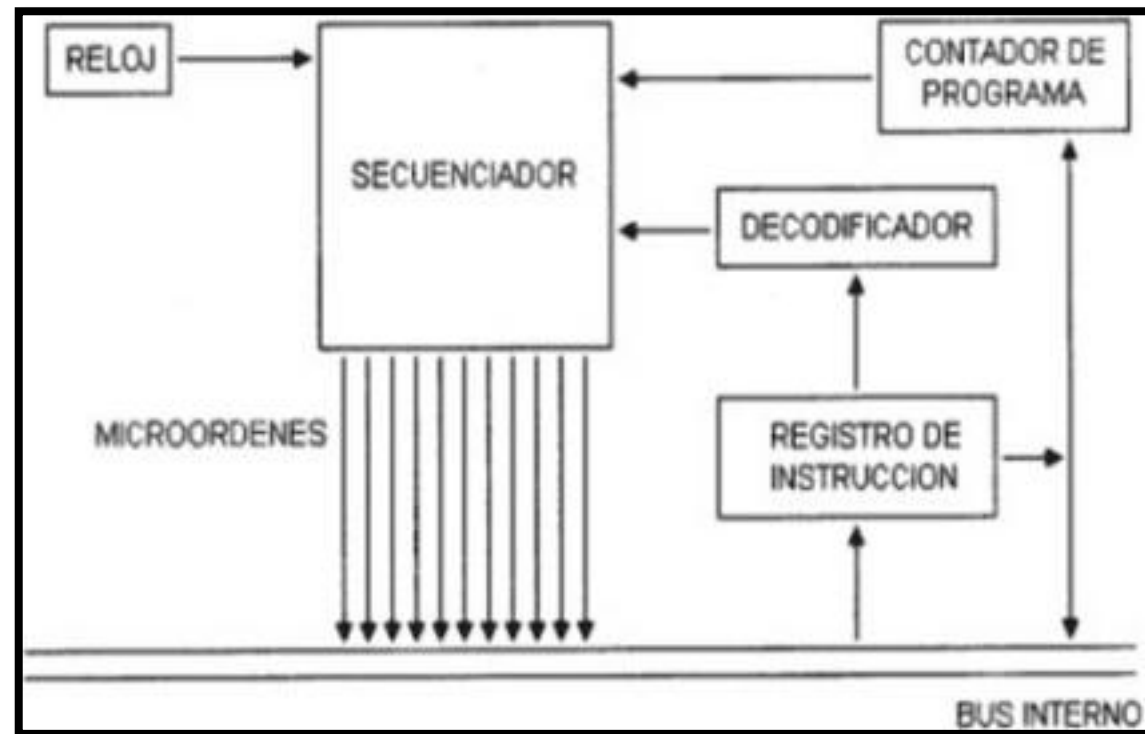 RELOJ
CONTADOR DE
PROGRAMA
SECUENCIADOR
DECODIFICADOR
MICROORDENES
REGISTRO DE
INSTRUCCION
BUS INTERNO